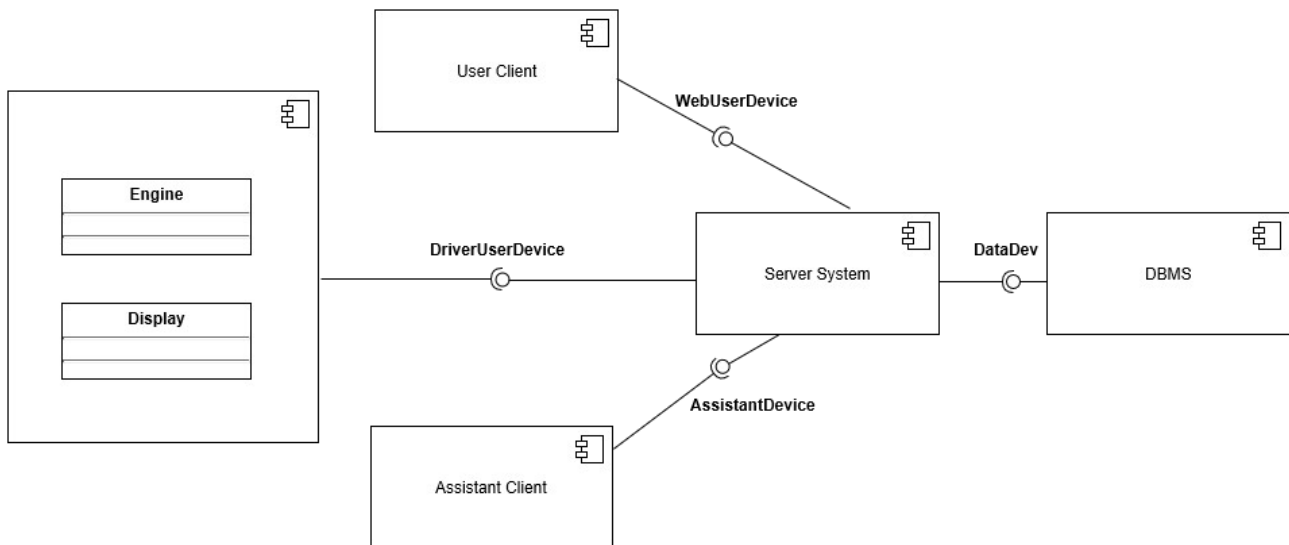 User Client
WebUserDevice
Engine
DriverUserDevice
DataDev
Server System
DBMS
Display
AssistantDevice
Assistant Client